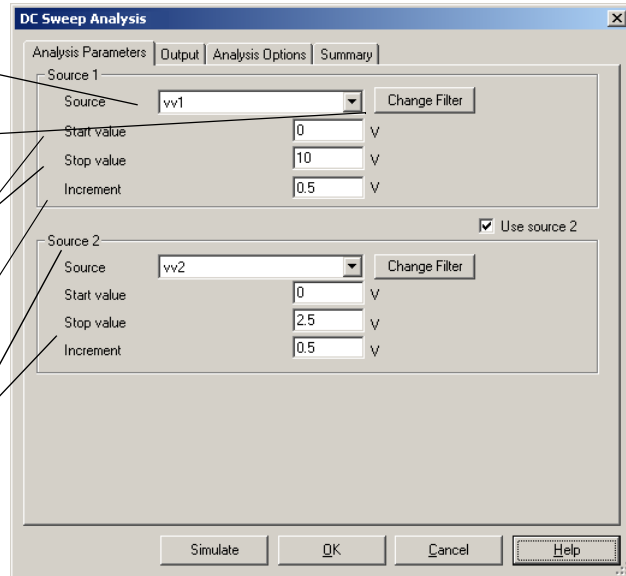 DC Sweep Analysis
Analysis Parameters Output Analysis Options Summary
Source 1
Source vv1 Change Filter
Start value 0 V
Stop value 10 V
Increment 0.5 V
Use source 2
Source 2
Source vv2 Change Filter
Start value 0 V
Stop value 2.5 V
Increment 0.5 V
Simulate OK Cancel Help